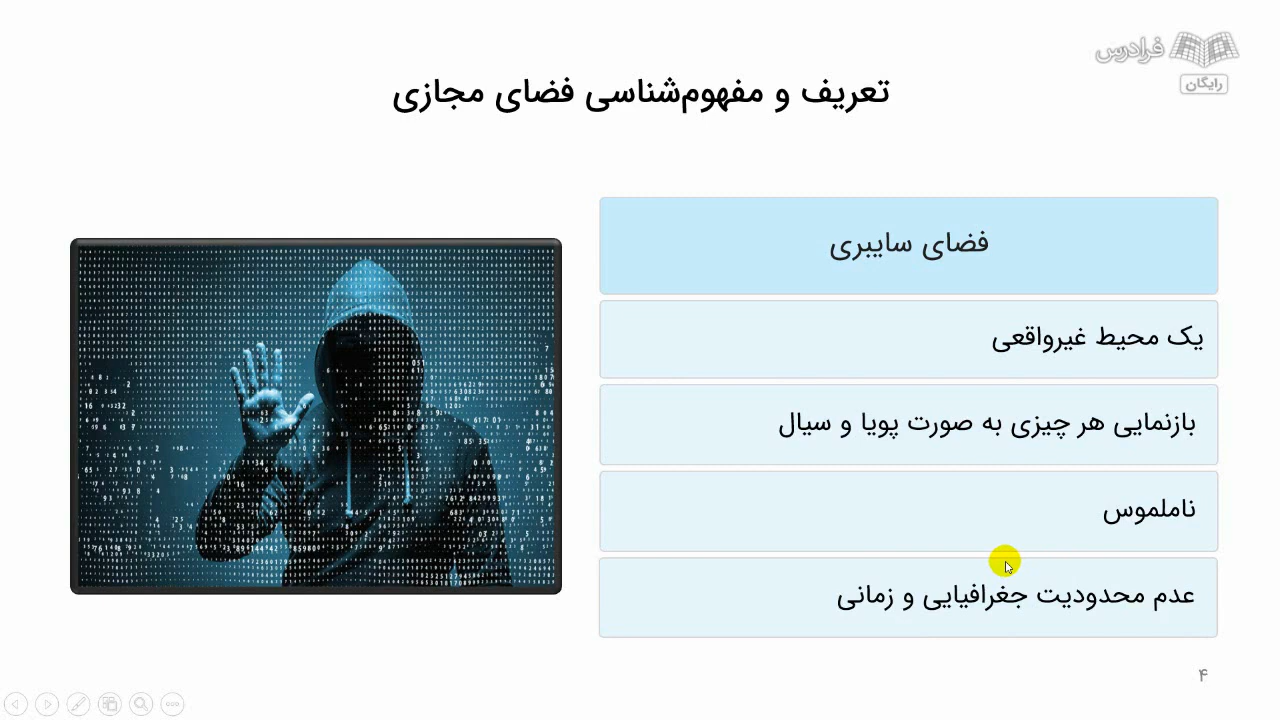 فرادرس
رایگان
تعریف و مفهوم‌شناسی فضای مجازی
فضای سایبری
یک محیط غیرواقعی
بازنمایی هر چیزی به صورت پویا و سیال
ناملموس
عدم محدودیت جغرافیایی و زمانی
۴